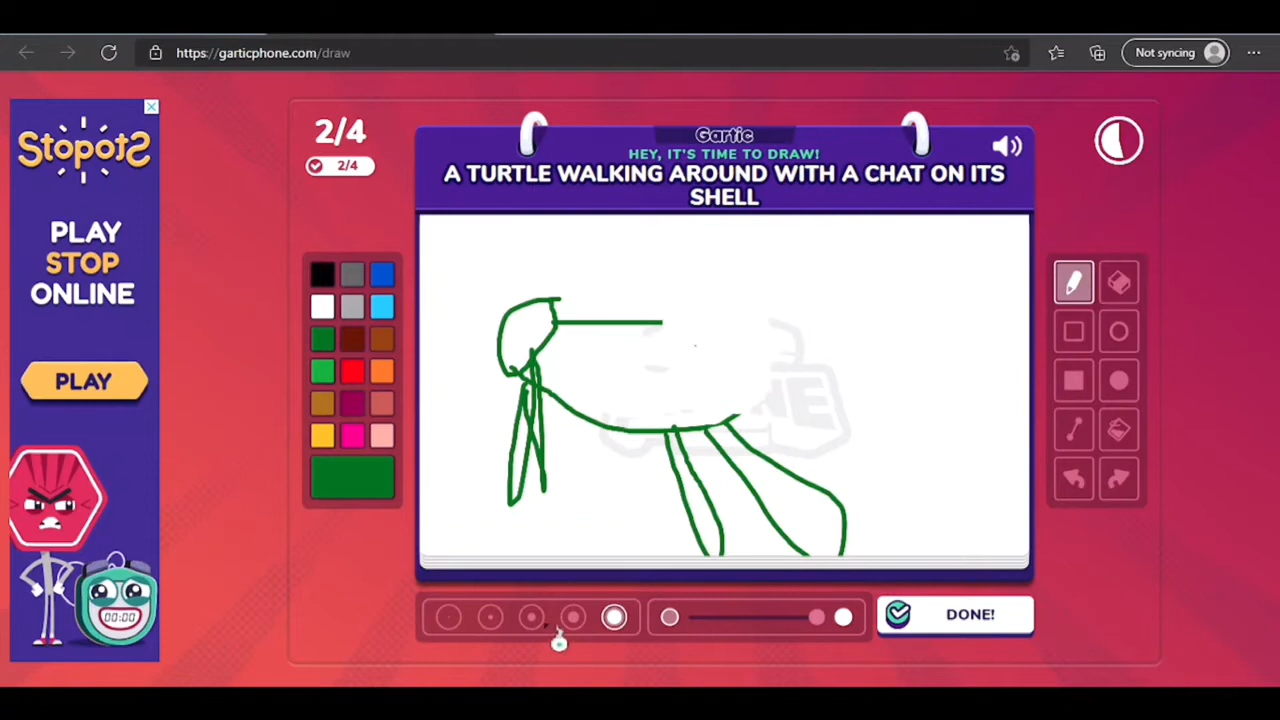 https://garticphone.com/draw
Not syncing
StopotS
PLAY
STOP
ONLINE
PLAY
00:00
2/4
2/4
Gartic
HEY, IT'S TIME TO DRAW!
A TURTLE WALKING AROUND WITH A CHAT ON ITS
SHELL
DONE!